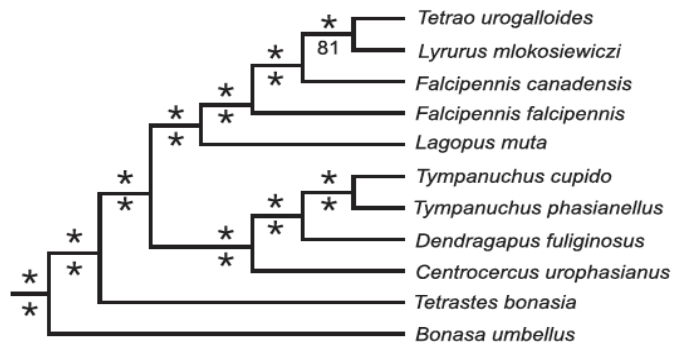 *
Tetrao urogalloides
81
Lyrurus mlokosiewiczi
*
*
Falcipennis canadensis
*
*
Falcipennis falcipennis
*
*
Lagopus muta
*
*
*
Tympanuchus cupido
*
*
Tympanuchus phasianellus
*
*
Dendragapus fuliginosus
*
*
Centrocercus urophasianus
*
*
Tetrastes bonasia
*
Bonasa umbellus